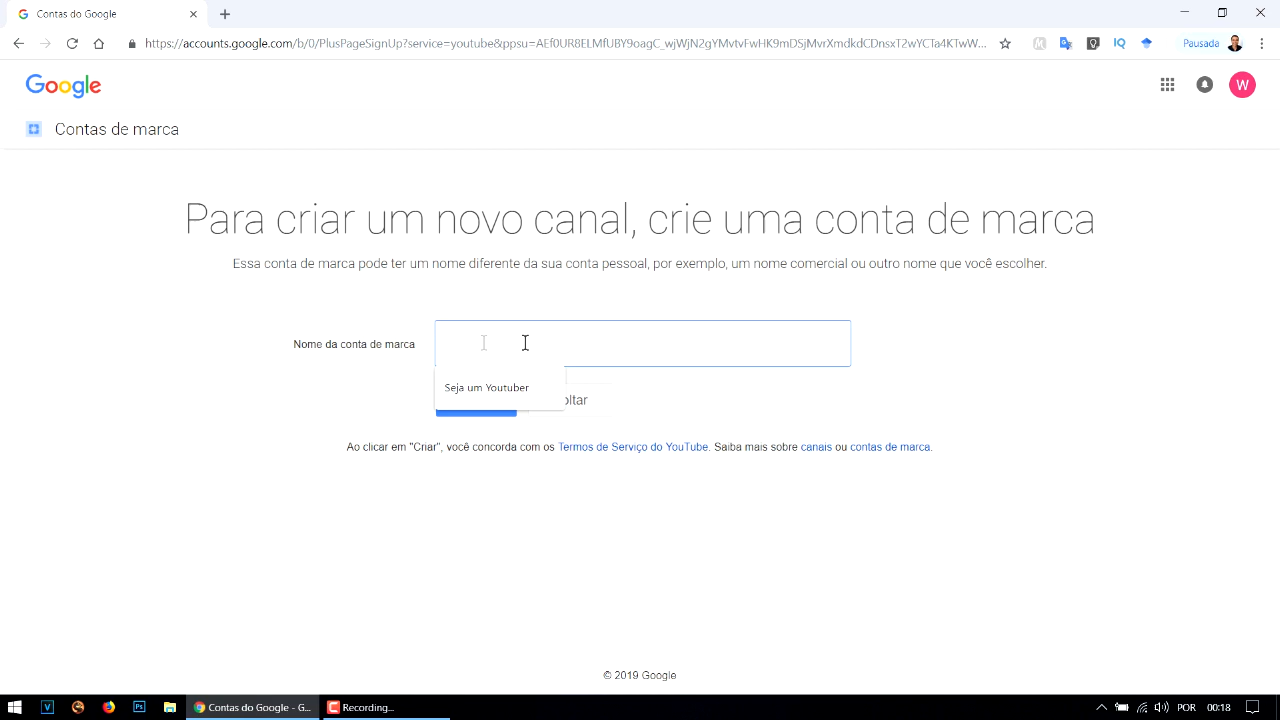 Contas do Google
https://accounts.google.com/b/0/PlusPageSignUp?service=youtube&ppsu=AEf0UR8ELMfUBY9oagC_wjWjN2gYMvtvFwHK9mDSjMvrXmdkdCDnsxT2wYCTa4KTwW...
IQ
Pausada
Google
W
Contas de marca
Para criar um novo canal, crie uma conta de marca
Essa conta de marca pode ter um nome diferente da sua conta pessoal, por exemplo, um nome comercial ou outro nome que você escolher.
Nome da conta de marca
Seja um Youtuber
oltar
Ao clicar em "Criar", você concorda com os Termos de Serviço do YouTube. Saiba mais sobre canais ou contas de marca.
© 2019 Google
V
Ps
Contas do Google - G...
Recording...
POR
00:18